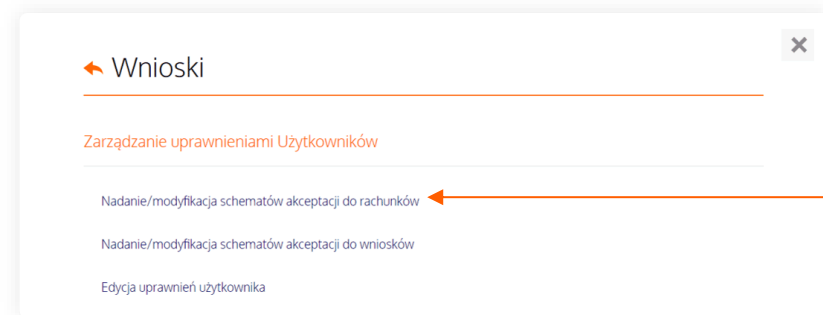 Wnioski
Zarządzanie uprawnieniami Użytkowników
Nadanie/modyfikacja schematów akceptacji do rachunków
Nadanie/modyfikacja schematów akceptacji do wniosków
Edycja uprawnień użytkownika